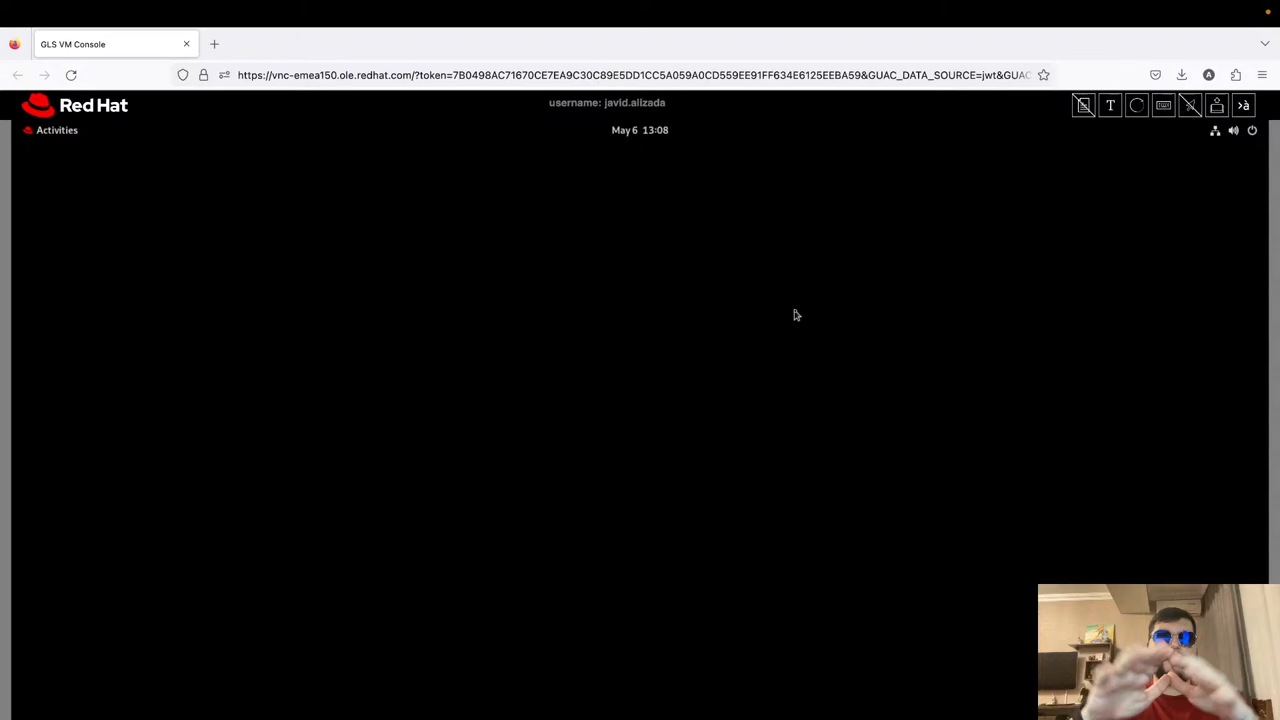 GLS VM Console
https://vnc-emea150.ole.redhat.com/?token=7B0498AC71670CE7EA9C30C89E5DD1CC5A059A0CD559EE91FF634E6125EEBA59&GUAC_DATA_SOURCE=jwt&GUAC
A
Red Hat
username: javid.alizada
T
>à
Activities
May 6 13:08